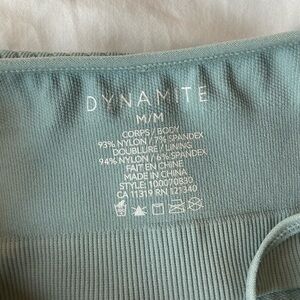 DYNAMITE
M/M
CORPS / BODY
93% NYLON / 7% SPANDEX
DOUBLURE / LINING
94% NYLON / 6% SPANDEX
FAIT EN CHINE
MADE IN CHINA
STYLE: 100070830
CA 11319 RN 121340